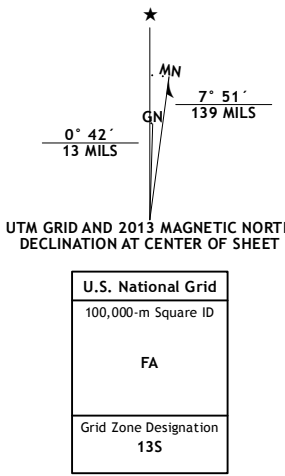 ★
MN
GN
7° 51´
139 MILS
0° 42´
13 MILS
UTM GRID AND 2013 MAGNETIC NORTH
DECLINATION AT CENTER OF SHEET
U.S. National Grid
100,000-m Square ID
FA
Grid Zone Designation
13S